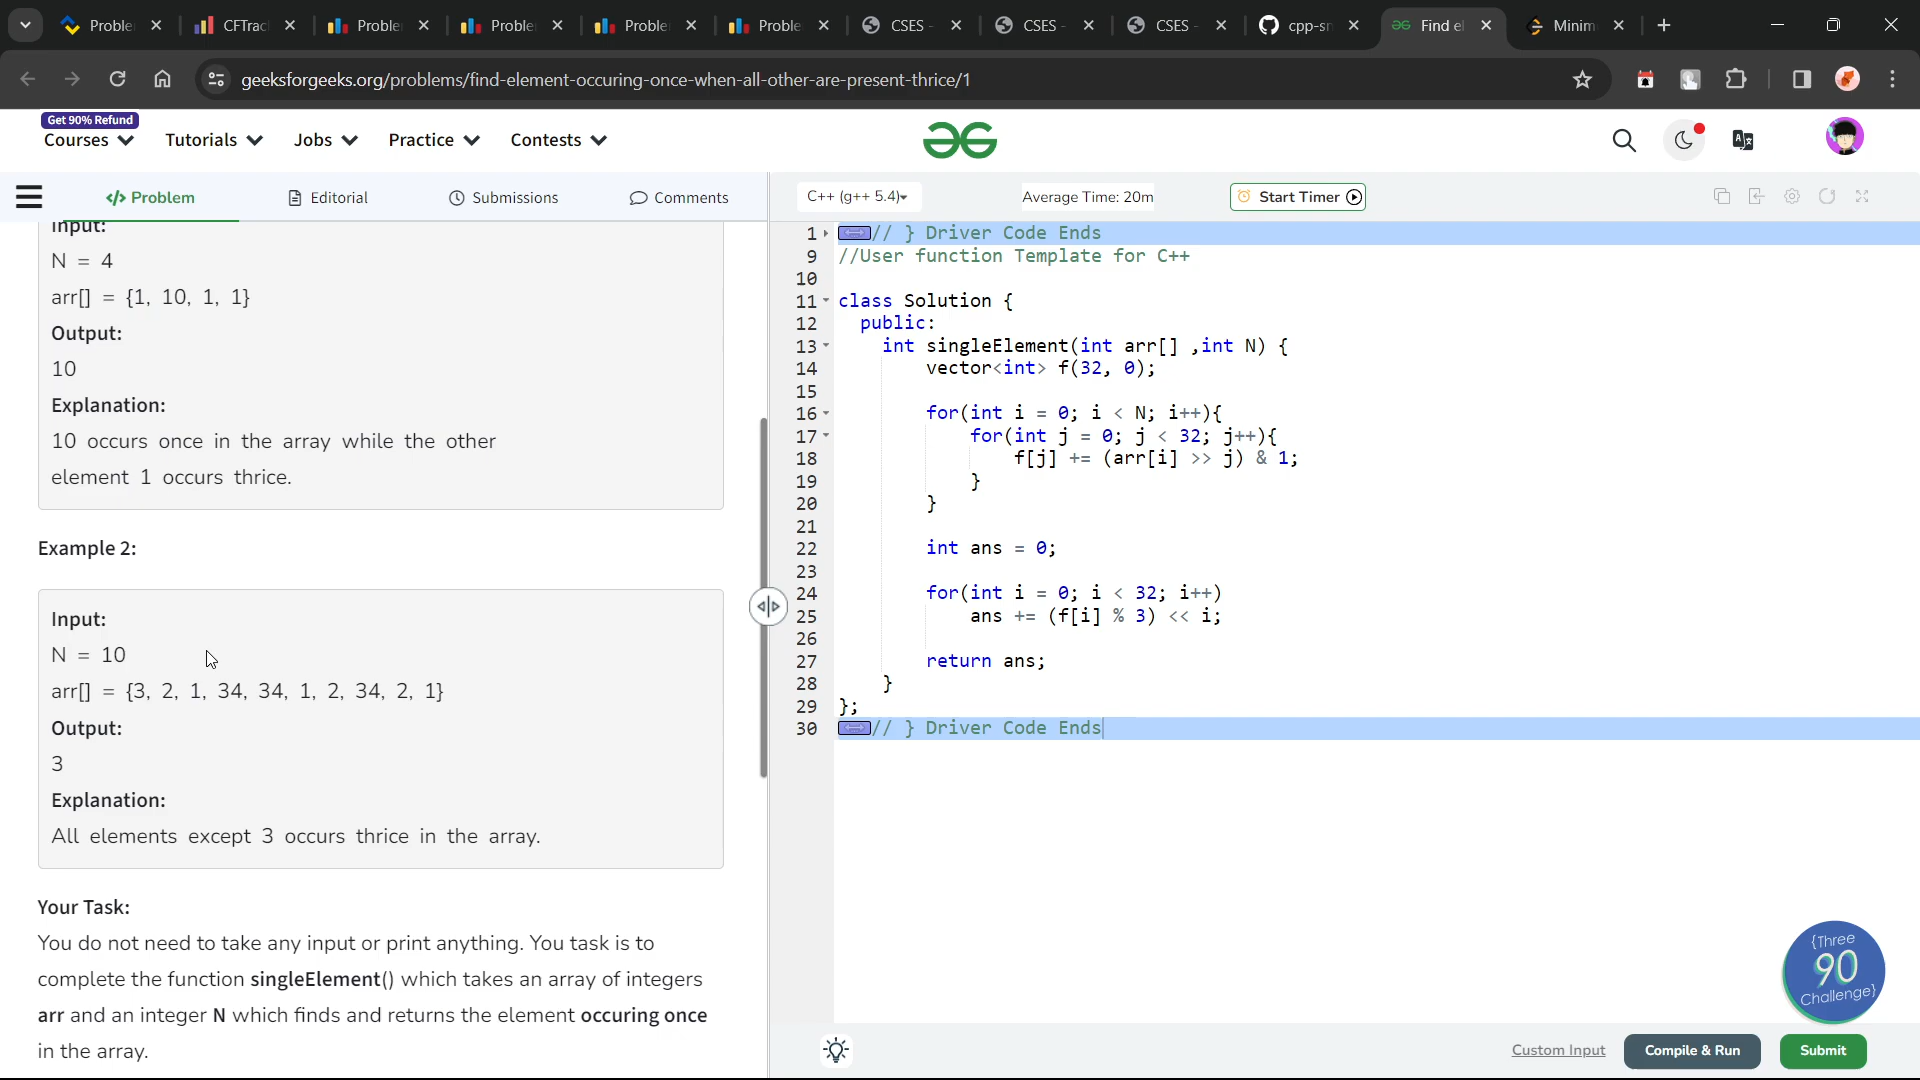 Proble
CFTrac
Proble
Proble
Proble
Proble
CSES -
CSES -
CSES -
cpp-sn
Find el
Minim
geeksforgeeks.org/problems/find-element-occuring-once-when-all-other-are-present-thrice/1
Get 90% Refund
Courses
Tutorials
Jobs
Practice
Contests
</> Problem
Editorial
Submissions
Comments
Input:
N = 4
arr[] = {1, 10, 1, 1}
Output:
10
Explanation:
10 occurs once in the array while the other
element 1 occurs thrice.
Example 2:
Input:
N = 10
arr[] = {3, 2, 1, 34, 34, 1, 2, 34, 2, 1}
Output:
3
Explanation:
All elements except 3 occurs thrice in the array.
Your Task:
You do not need to take any input or print anything. You task is to
complete the function singleElement() which takes an array of integers
arr and an integer N which finds and returns the element occuring once
in the array.
C++ (g++ 5.4)
Average Time: 20m
Start Timer
1 // } Driver Code Ends
9 //User function Template for C++
10
11 class Solution {
12 public:
13 int singleElement(int arr[] ,int N) {
14 vector<int> f(32, 0);
15
16 for(int i = 0; i < N; i++){
17 for(int j = 0; j < 32; j++){
18 f[j] += (arr[i] >> j) & 1;
19 }
20 }
21
22 int ans = 0;
23
24 for(int i = 0; i < 32; i++)
25 ans += (f[i] % 3) << i;
26
27 return ans;
28 }
29 };
30 // } Driver Code Ends
{Three
90
Challenge}
Custom Input
Compile & Run
Submit